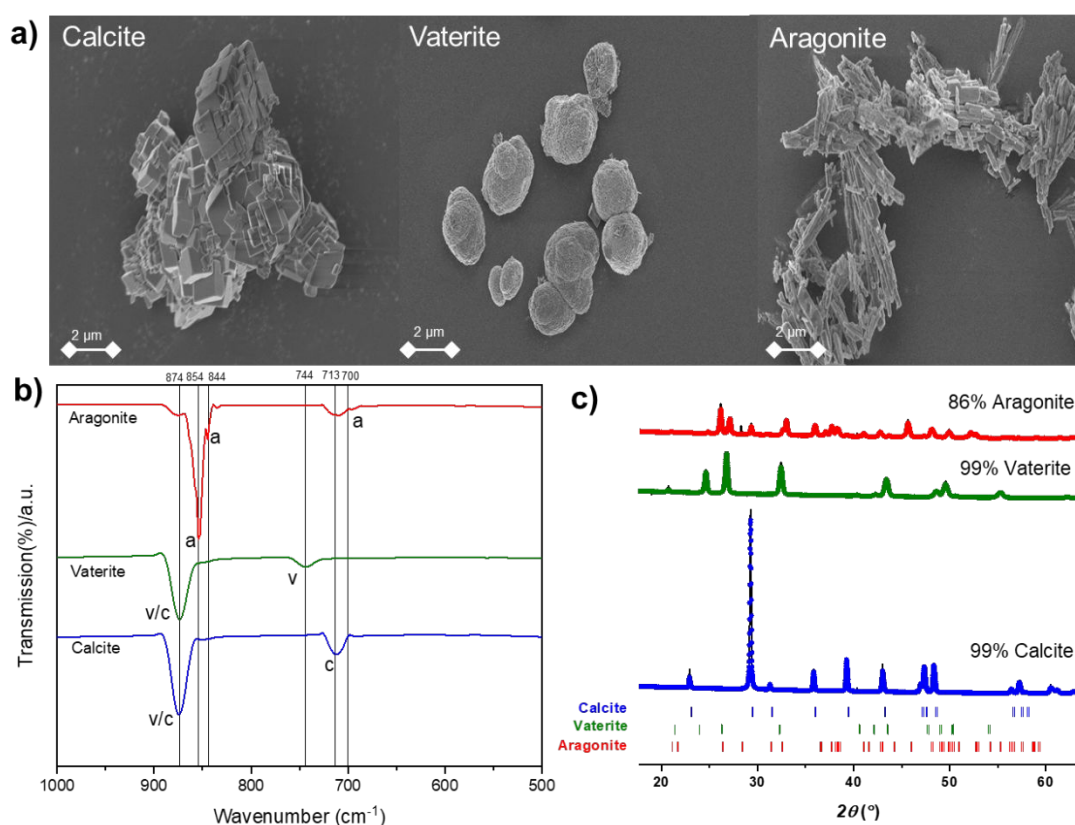 a)
Calcite
Vaterite
Aragonite
2 µm
2 µm
2 µm
b)
874
854
844
744
713
700
Aragonite
a
a
a
Vaterite
v/c
v
Calcite
v/c
c
Transmission(%)/a.u.
1000
900
800
700
600
500
Wavenumber (cm-1)
c)
86% Aragonite
99% Vaterite
99% Calcite
Calcite
Vaterite
Aragonite
20
30
40
50
60
2θ (°)